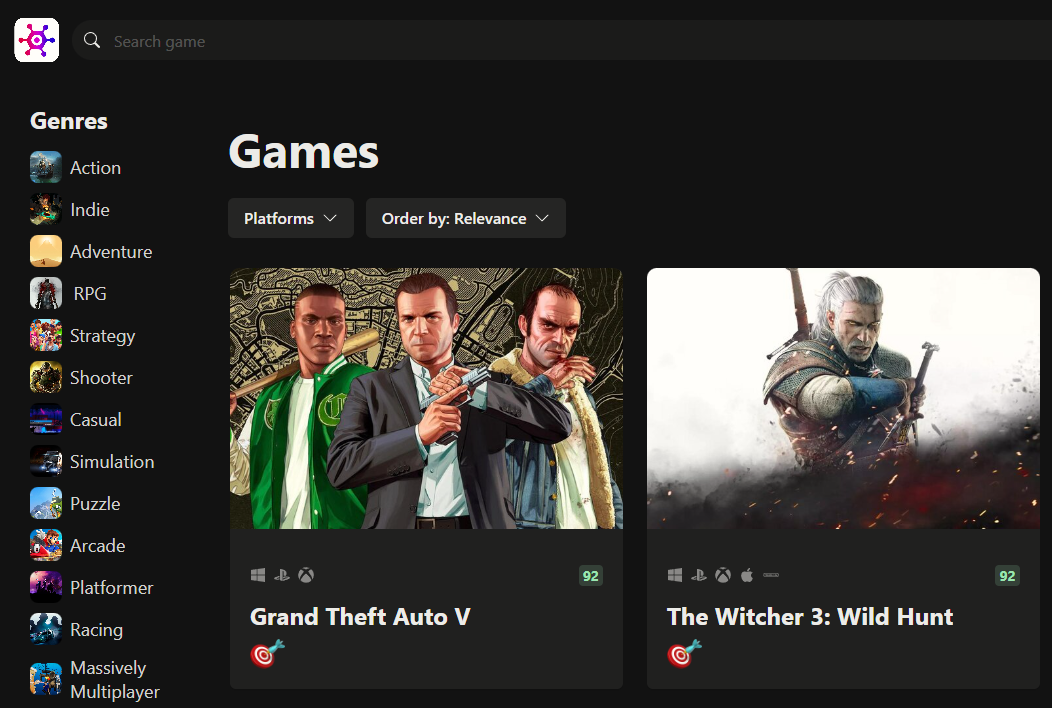 Search game
Genres
Action
Indie
Adventure
RPG
Strategy
Shooter
Casual
Simulation
Puzzle
Arcade
Platformer
Racing
Massively
Multiplayer
Games
Platforms
Order by: Relevance
92
Grand Theft Auto V
92
The Witcher 3: Wild Hunt